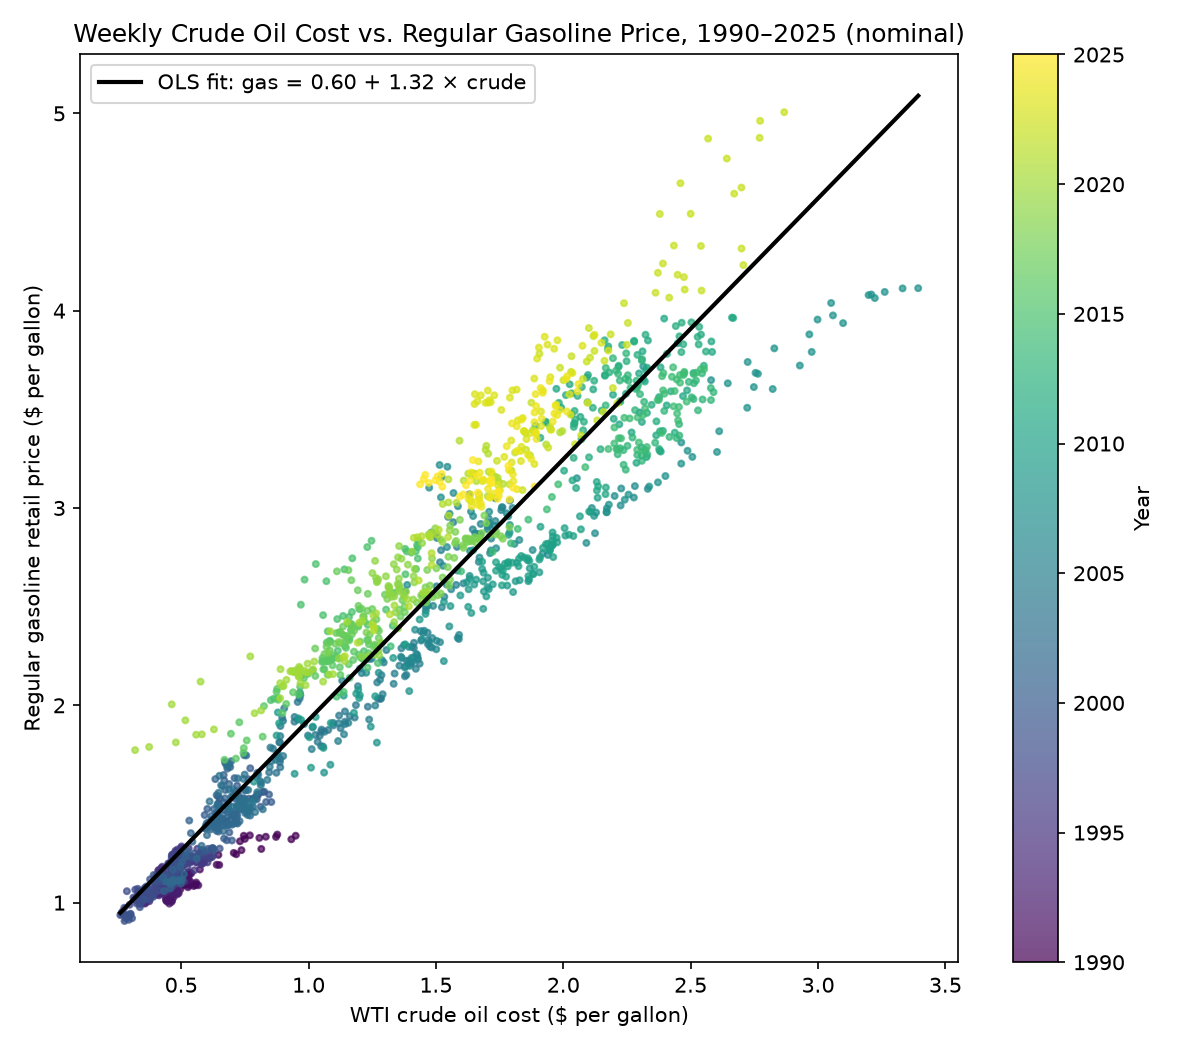 Weekly Crude Oil Cost vs. Regular Gasoline Price, 1990–2025 (nominal)
OLS fit: gas = 0.60 + 1.32 × crude
5
4
3
2
1
Regular gasoline retail price ($ per gallon)
0.5 1.0 1.5 2.0 2.5 3.0 3.5
WTI crude oil cost ($ per gallon)
2025
2020
2015
2010
2005
2000
1995
1990
Year